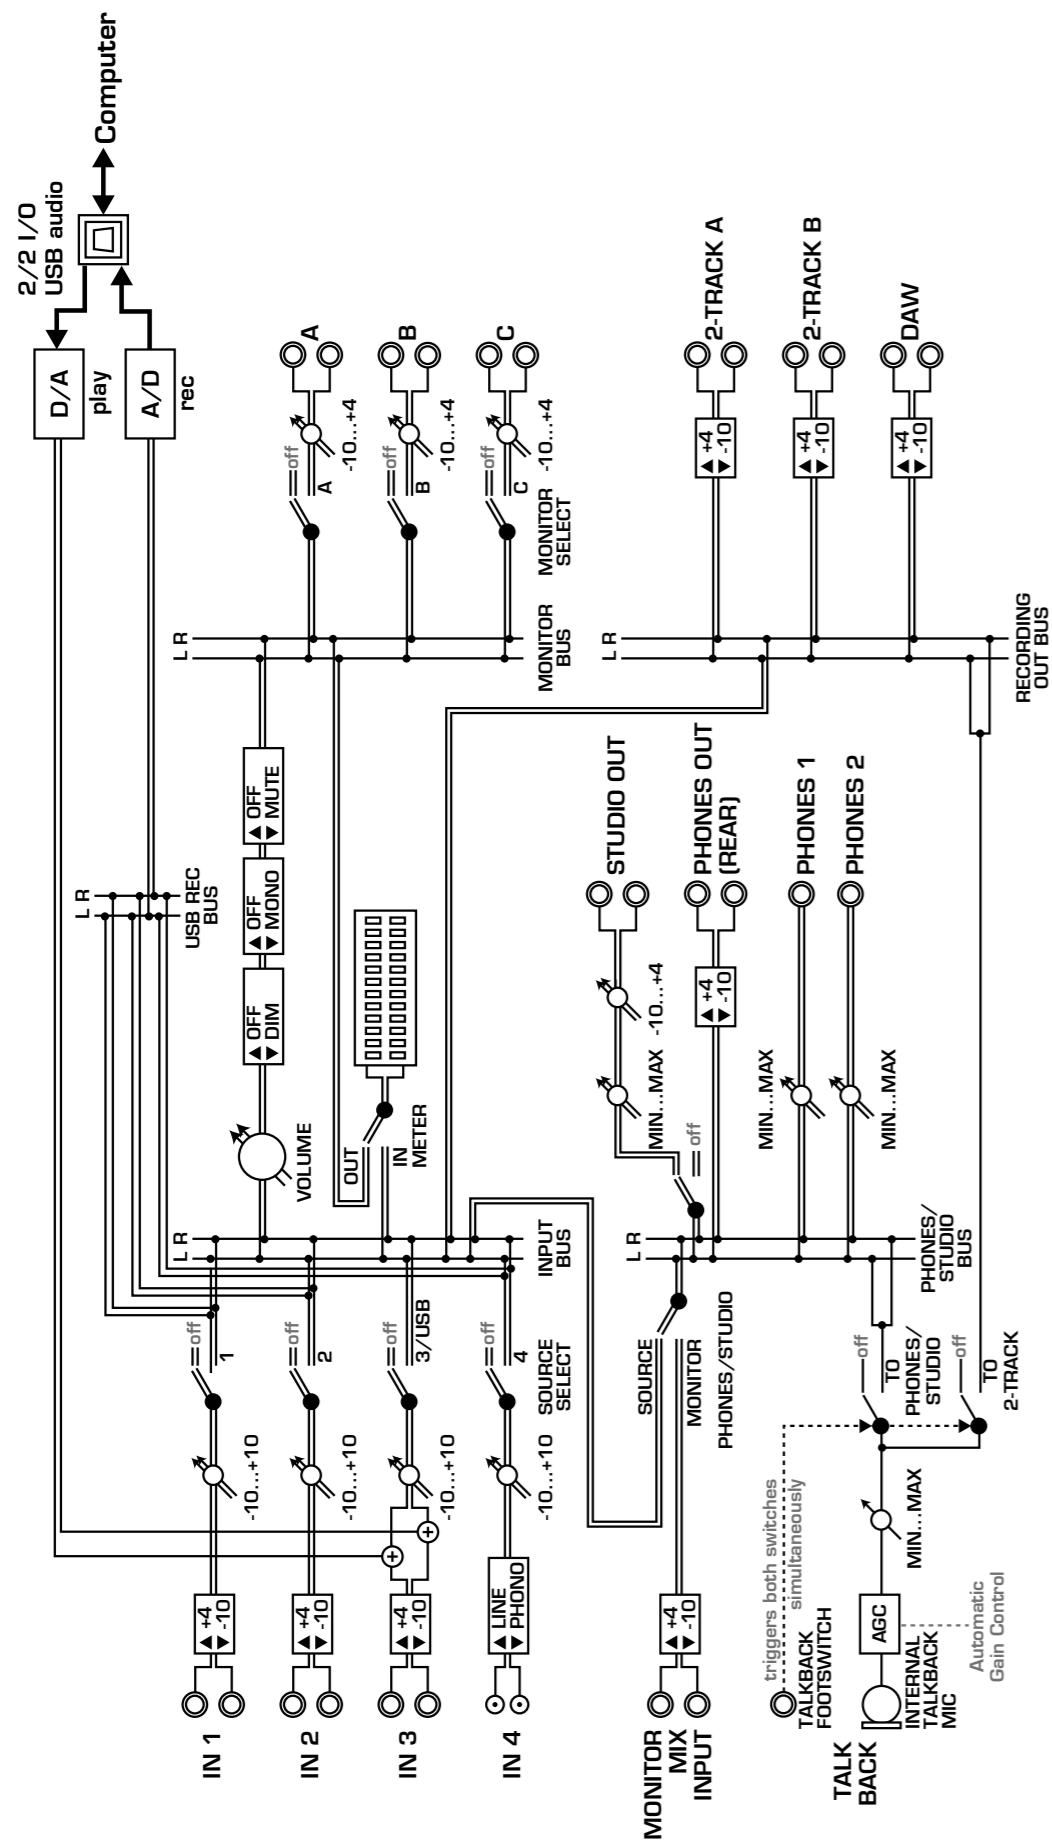 IN 1
+4
-10
-10...+10
off
1
IN 2
+4
-10
-10...+10
off
2
IN 3
+4
-10
-10...+10
off
3/USB
IN 4
LINE
PHONO
-10...+10
off
4
SOURCE
SELECT
L R
INPUT
BUS
VOLUME
OFF
DIM
OFF
MONO
OFF
MUTE
OUT
IN
METER
L R
USB REC
BUS
L R
MONITOR
BUS
off
A
-10...+4
A
off
B
-10...+4
B
off
C
-10...+4
C
MONITOR
SELECT
D/A
play
A/D
rec
2/2 I/O
USB audio
Computer
MONITOR
MIX
INPUT
+4
-10
SOURCE
MONITOR
PHONES/STUDIO
L R
PHONES/
STUDIO
BUS
off
MIN...MAX
-10...+4
STUDIO OUT
+4
-10
PHONES OUT
(REAR)
MIN...MAX
PHONES 1
MIN...MAX
PHONES 2
L R
RECORDING
OUT BUS
+4
-10
2-TRACK A
+4
-10
2-TRACK B
+4
-10
DAW
TALK
BACK
TALKBACK
FOOTSWITCH
triggers both switches
simultaneously
INTERNAL
TALKBACK
MIC
AGC
Automatic
Gain Control
MIN...MAX
off
TO
PHONES/
STUDIO
off
TO
2-TRACK